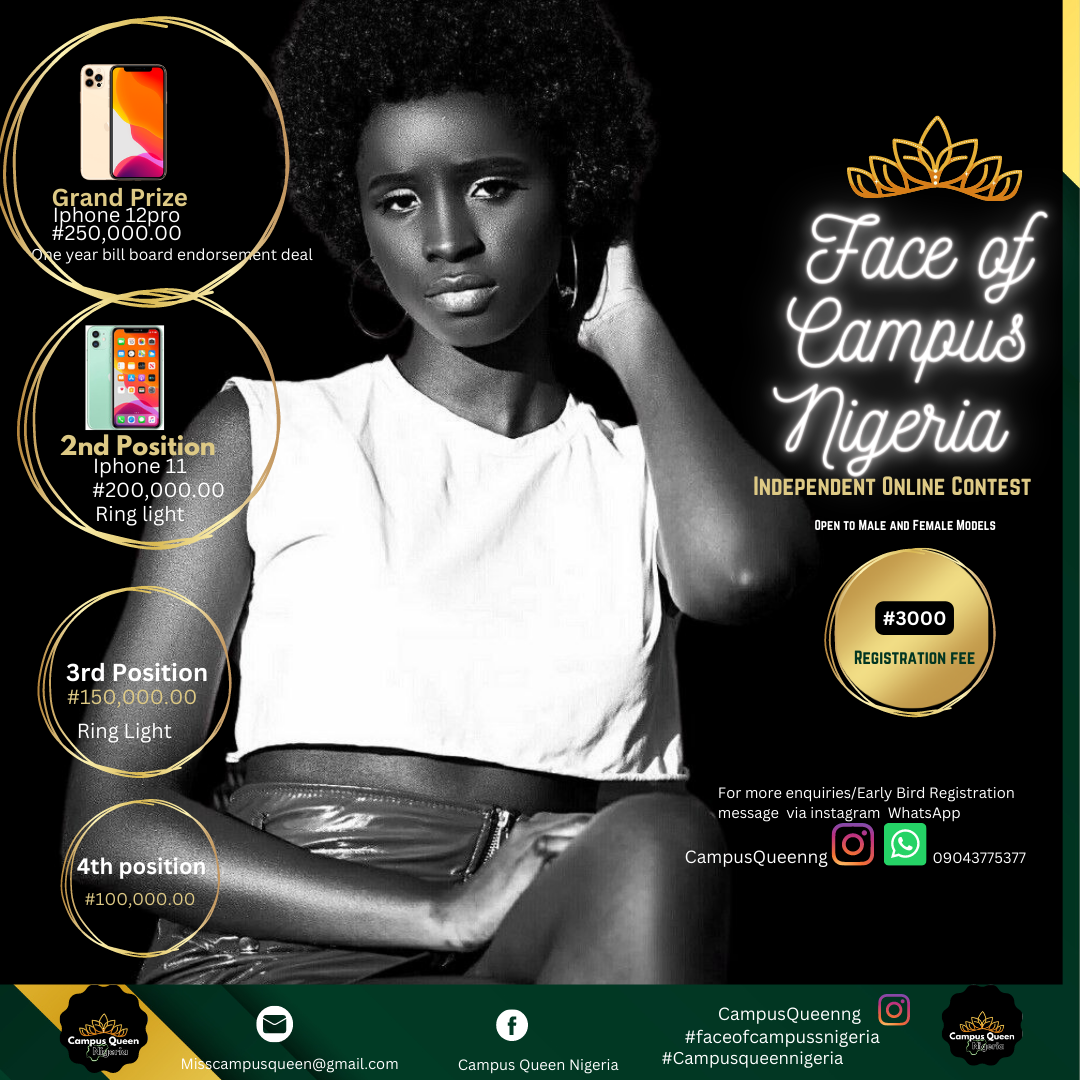 Grand Prize
Iphone 12pro
#250,000.00
One year bill board endorsement deal
2nd Position
Iphone 11
#200,000.00
Ring light
3rd Position
#150,000.00
Ring Light
4th position
#100,000.00
Face of
Campus
Nigeria
Independent Online Contest
Open to Male and Female Models
#3000
Registration fee
For more enquiries/Early Bird Registration
message via instagram WhatsApp
CampusQueenng
09043775377
Campus Queen
Nigeria
Misscampusqueen@gmail.com
Campus Queen Nigeria
CampusQueenng
#faceofcampussnigeria
#Campusqueennigeria
Campus Queen
Nigeria